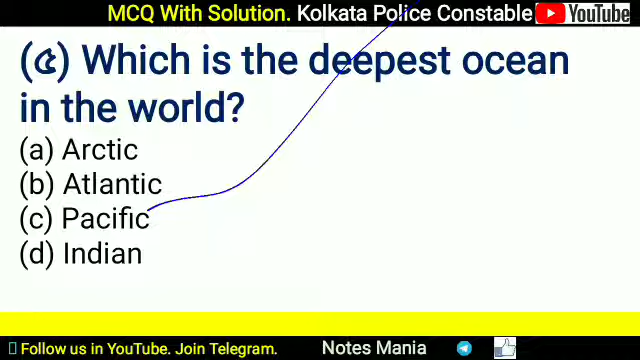 MCQ With Solution. Kolkata Police Constable YouTube
(c) Which is the deepest ocean
in the world?
(a) Arctic
(b) Atlantic
(c) Pacific
(d) Indian
Follow us in YouTube. Join Telegram. Notes Mania